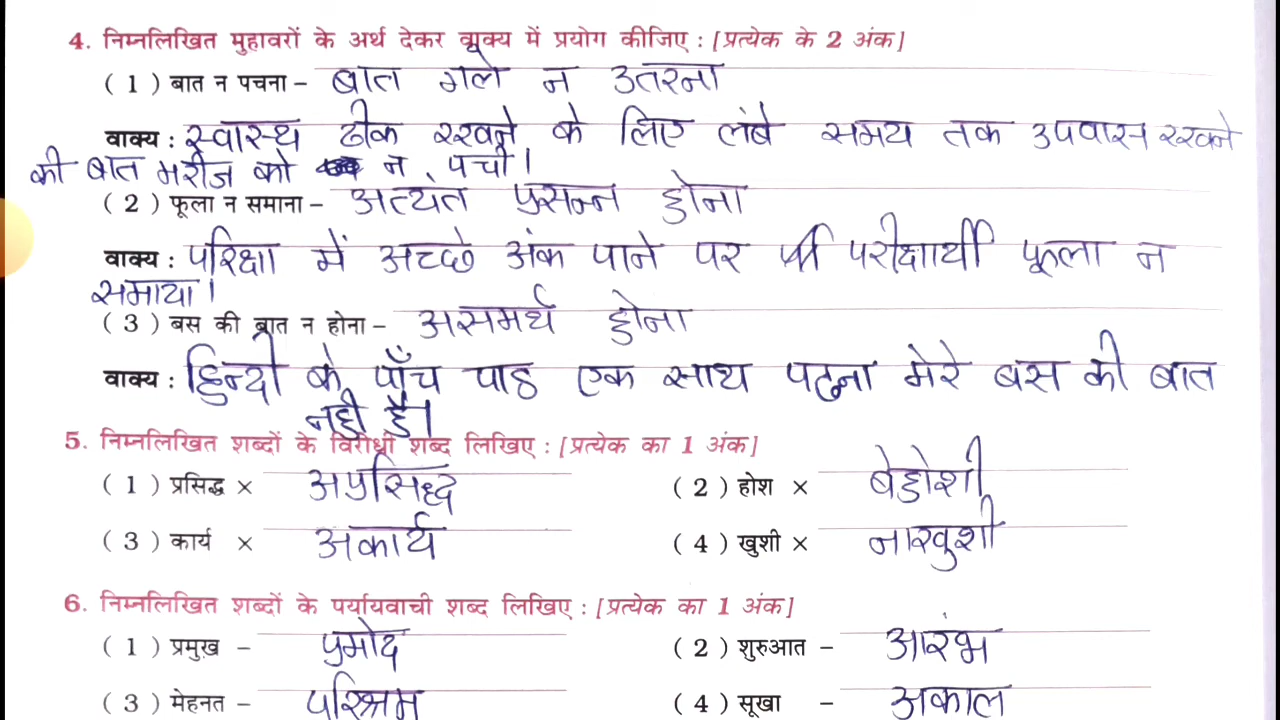 4. निम्नलिखित मुहावरों के अर्थ देकर वाक्य में प्रयोग कीजिए : [प्रत्येक के 2 अंक]
( 1 ) बात न पचना – बात गले न उतरना
वाक्य : स्वास्थ ठीक रखने के लिए लंबे समय तक उपवास रखने
की बात मरीज को न पची।
( 2 ) फूला न समाना – अत्यंत प्रसन्न होना
वाक्य : परिक्षा में अच्छे अंक पाने पर परीक्षार्थी फूला न
समाया।
( 3 ) बस की बात न होना – असमर्थ होना
वाक्य : हिन्दी के पाँच पाठ एक साथ पढना मेरे बस की बात
नही है।
5. निम्नलिखित शब्दों के विरोधी शब्द लिखिए : [प्रत्येक का 1 अंक]
( 1 ) प्रसिद्ध × अप्रसिद्ध ( 2 ) होश × बेहोशी
( 3 ) कार्य × अकार्य ( 4 ) खुशी × नाखुशी
6. निम्नलिखित शब्दों के पर्यायवाची शब्द लिखिए : [प्रत्येक का 1 अंक]
( 1 ) प्रमुख – प्रमोद ( 2 ) शुरुआत – आरंभ
( 3 ) मेहनत – परिश्रम ( 4 ) सूखा – अकाल